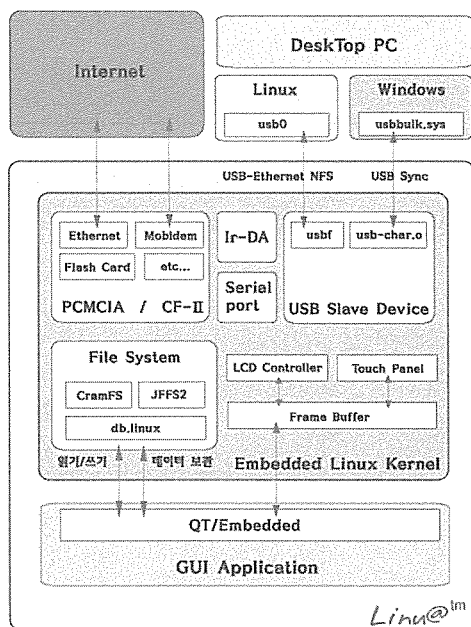 Internet
DeskTop PC
Linux
usb0
Windows
usbbulk.sys
USB-Ethernet NFS
USB Sync
Ethernet
Mobidem
Flash Card
etc...
PCMCIA / CF-II
Ir-DA
Serial
port
usbf
usb-char.o
USB Slave Device
File System
CramFS
JFFS2
db.linux
읽기/쓰기
데이터 보관
LCD Controller
Touch Panel
Frame Buffer
Embedded Linux Kernel
QT/Embedded
GUI Application
Linu@tm